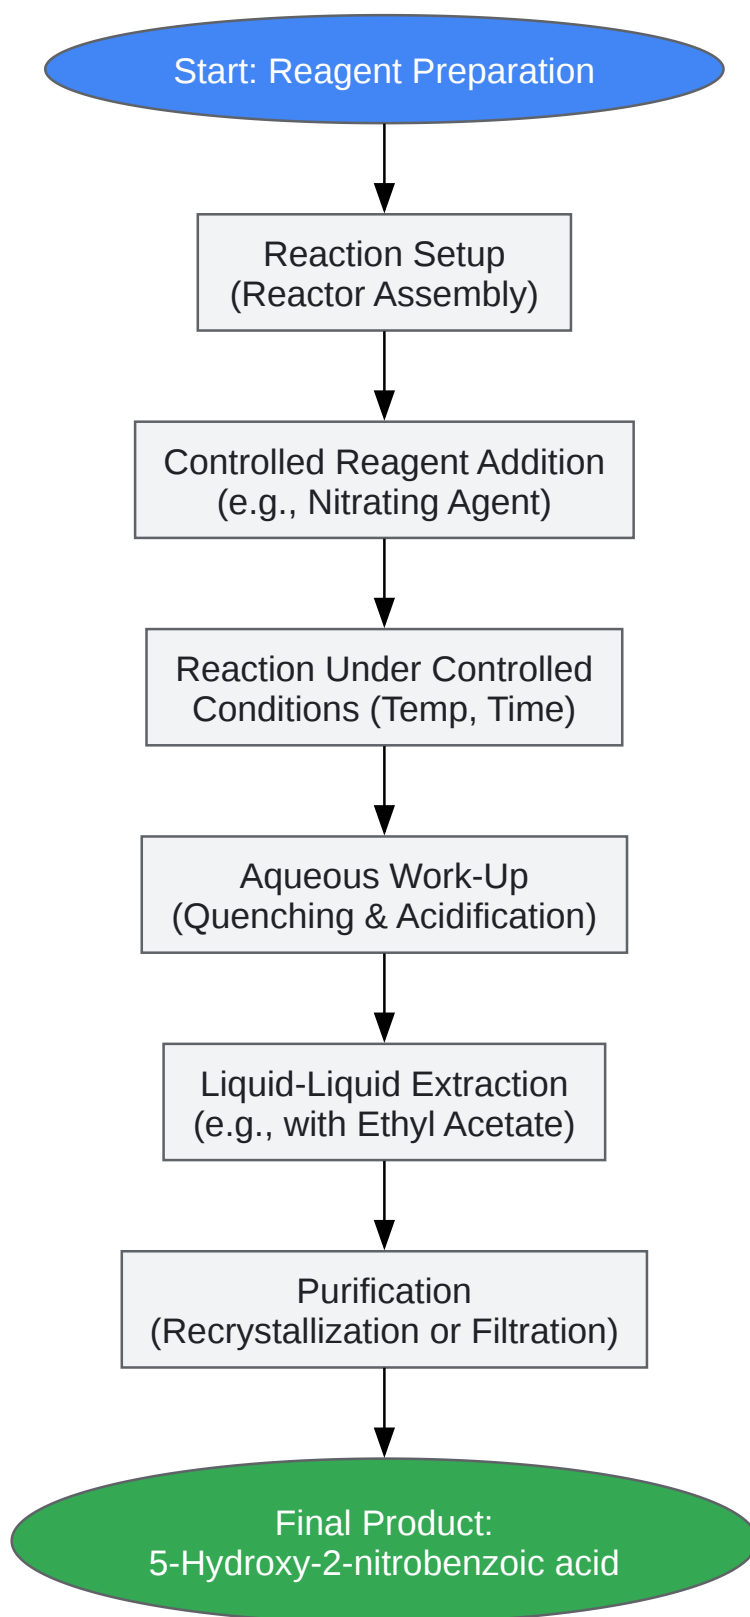 Start: Reagent Preparation
Reaction Setup
(Reactor Assembly)
Controlled Reagent Addition
(e.g., Nitrating Agent)
Reaction Under Controlled
Conditions (Temp, Time)
Aqueous Work-Up
(Quenching & Acidification)
Liquid-Liquid Extraction
(e.g., with Ethyl Acetate)
Purification
(Recrystallization or Filtration)
Final Product:
5-Hydroxy-2-nitrobenzoic acid